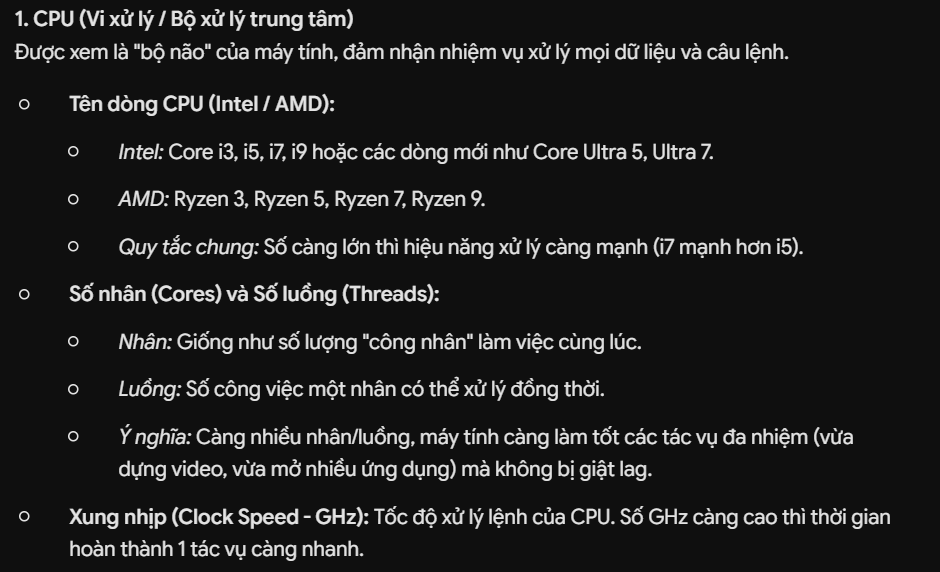 1. CPU (Vi xử lý / Bộ xử lý trung tâm)
Được xem là "bộ não" của máy tính, đảm nhận nhiệm vụ xử lý mọi dữ liệu và câu lệnh.
Tên dòng CPU (Intel / AMD):
Intel: Core i3, i5, i7, i9 hoặc các dòng mới như Core Ultra 5, Ultra 7.
AMD: Ryzen 3, Ryzen 5, Ryzen 7, Ryzen 9.
Quy tắc chung: Số càng lớn thì hiệu năng xử lý càng mạnh (i7 mạnh hơn i5).
Số nhân (Cores) và Số luồng (Threads):
Nhân: Giống như số lượng "công nhân" làm việc cùng lúc.
Luồng: Số công việc một nhân có thể xử lý đồng thời.
Ý nghĩa: Càng nhiều nhân/luồng, máy tính càng làm tốt các tác vụ đa nhiệm (vừa
dựng video, vừa mở nhiều ứng dụng) mà không bị giật lag.
Xung nhịp (Clock Speed - GHz): Tốc độ xử lý lệnh của CPU. Số GHz càng cao thì thời gian
hoàn thành 1 tác vụ càng nhanh.